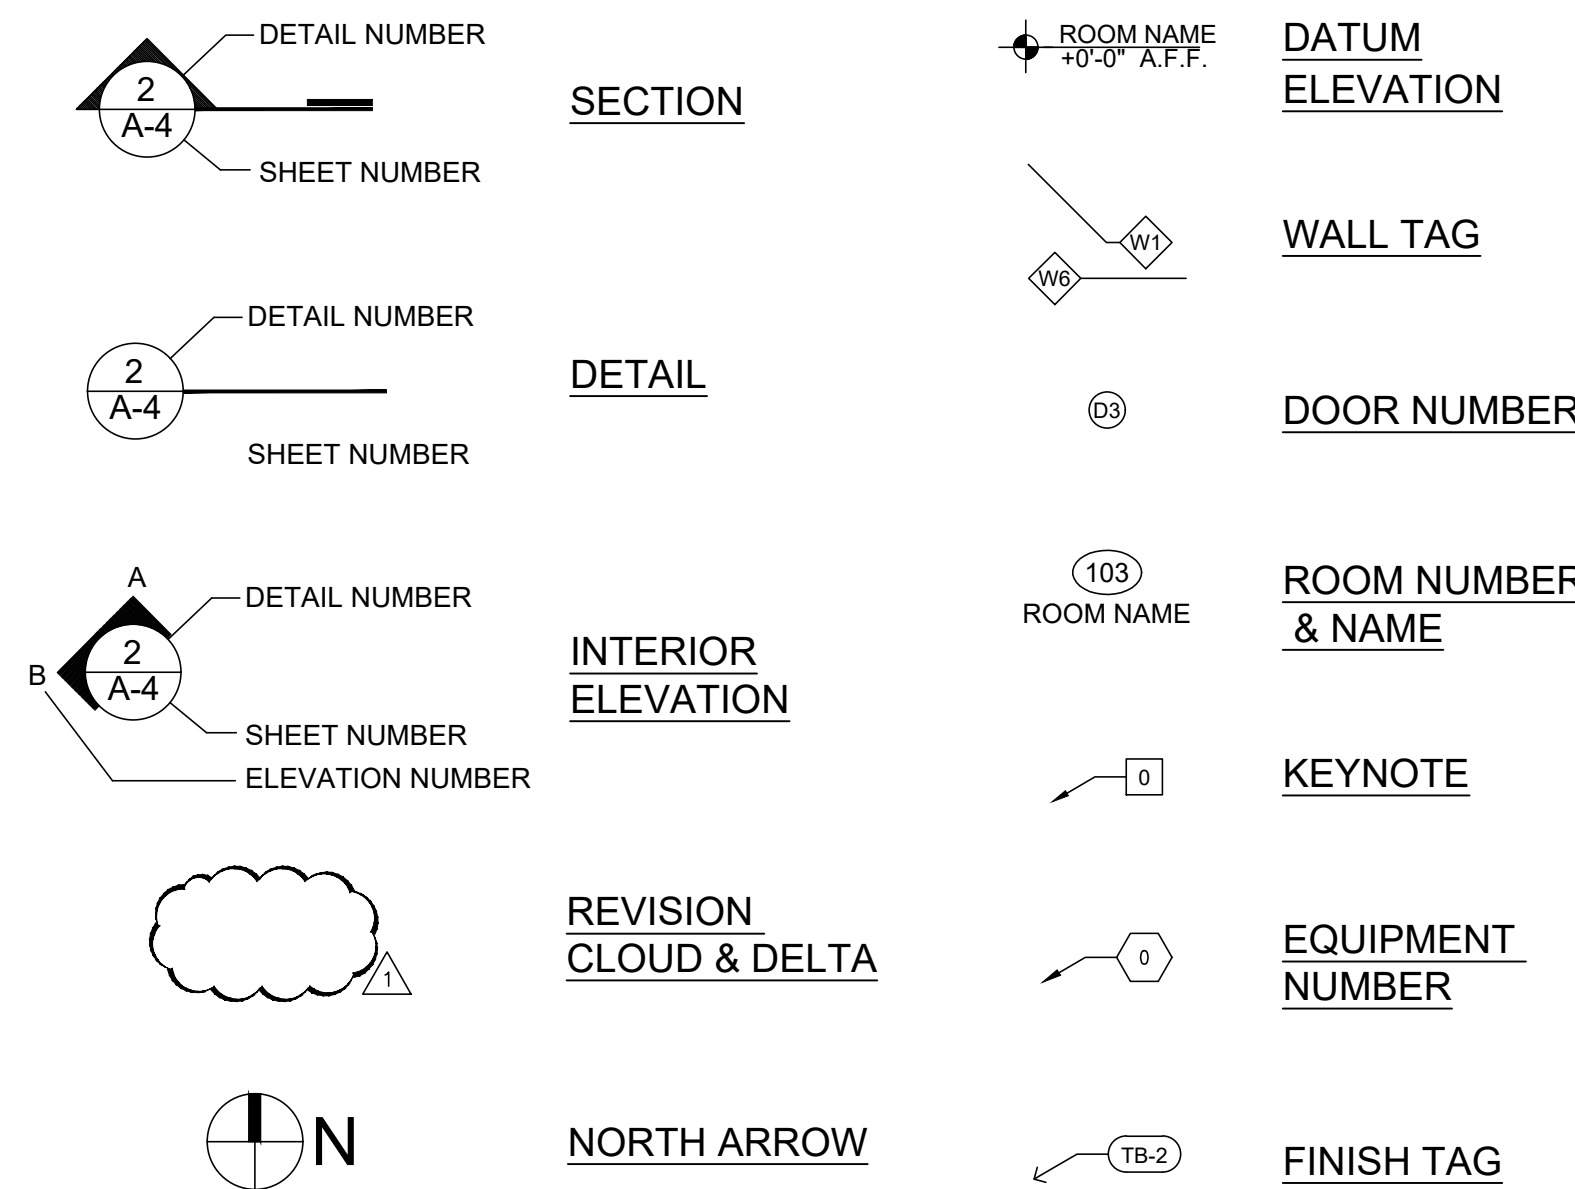 DETAIL NUMBER
2
A-4
SHEET NUMBER
SECTION
DETAIL NUMBER
2
A-4
SHEET NUMBER
DETAIL
A
DETAIL NUMBER
2
B
A-4
SHEET NUMBER
ELEVATION NUMBER
INTERIOR
ELEVATION
1
REVISION
CLOUD & DELTA
N
NORTH ARROW
ROOM NAME
+0'-0" A.F.F.
DATUM
ELEVATION
W1
W6
WALL TAG
D3
DOOR NUMBER
103
ROOM NAME
ROOM NUMBER
& NAME
0
KEYNOTE
0
EQUIPMENT
NUMBER
TB-2
FINISH TAG